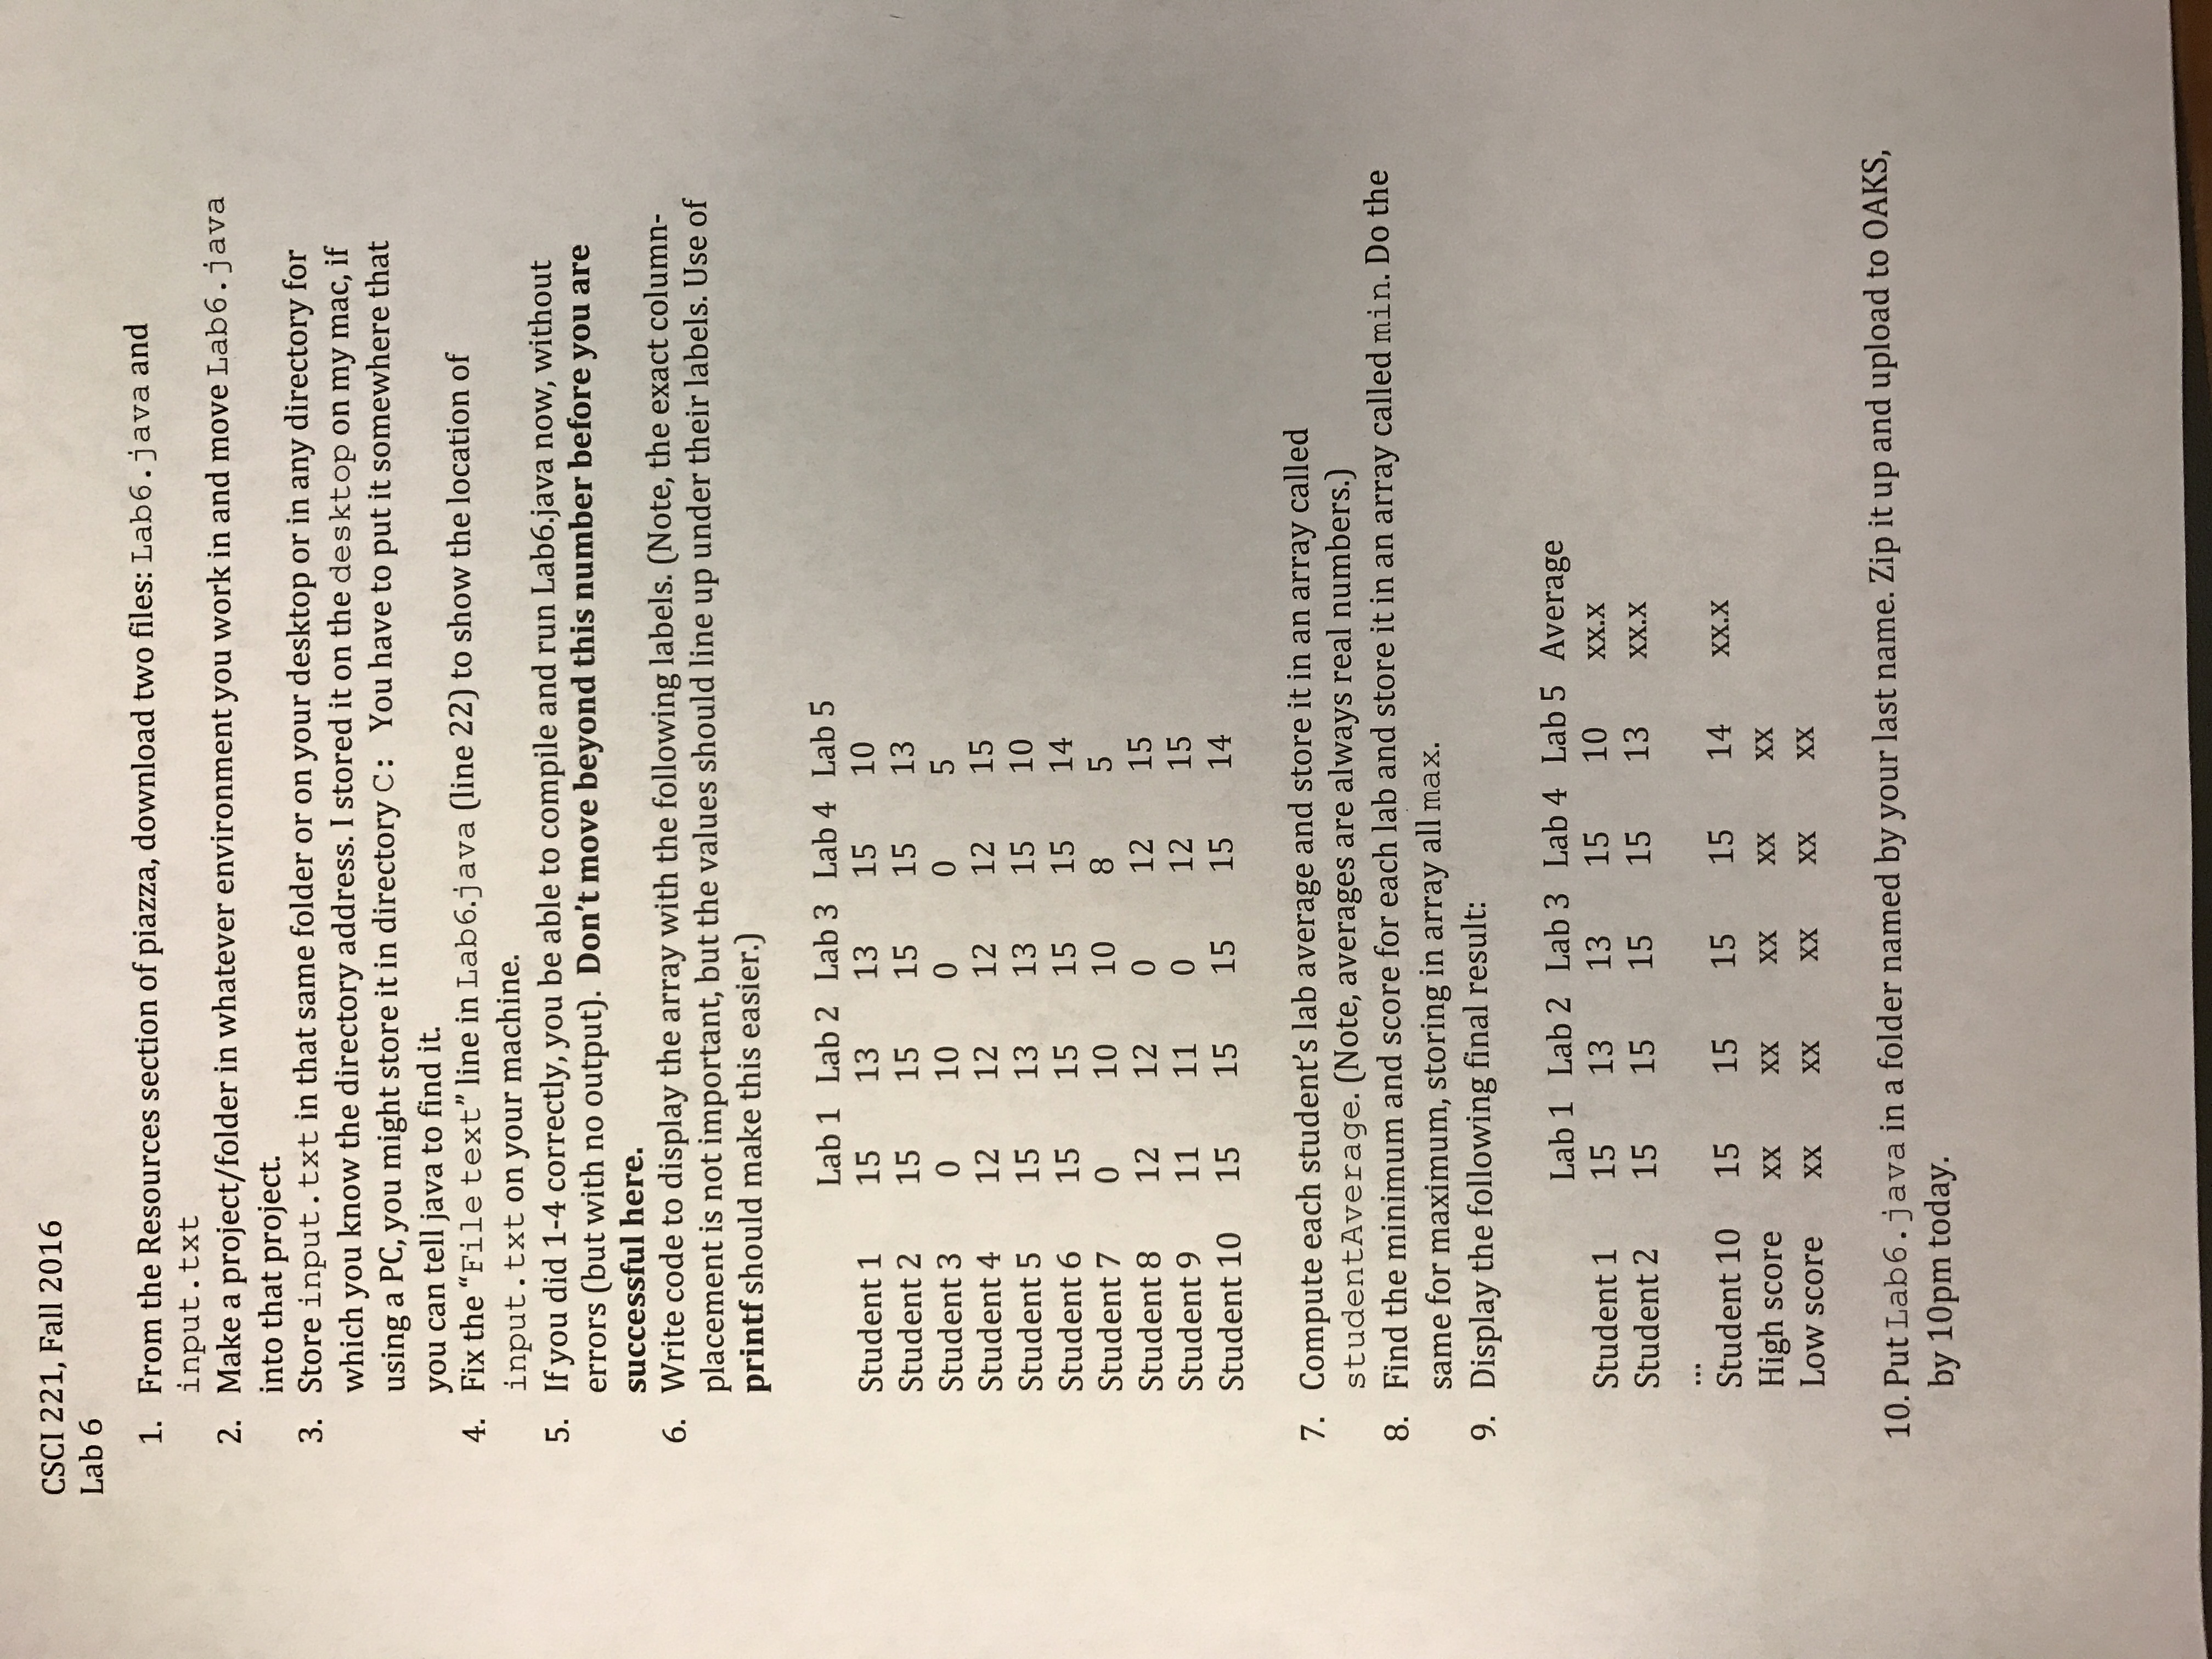 CSCI 221, Fall 2016
Lab 6
1. From the Resources section of piazza, download two files: Lab6.java and
input.txt
2. Make a project/folder in whatever environment you work in and move Lab6.java
into that project.
3. Store input.txt in that same folder or on your desktop or in any directory for
which you know the directory address. I stored it on the desktop on my mac, if
using a PC, you might store it in directory C: You have to put it somewhere that
you can tell java to find it.
4. Fix the “File text” line in Lab6.java (line 22) to show the location of
input.txt on your machine.
5. If you did 1-4 correctly, you be able to compile and run Lab6.java now, without
errors (but with no output). Don’t move beyond this number before you are
successful here.
6. Write code to display the array with the following labels. (Note, the exact column-
placement is not important, but the values should line up under their labels. Use of
printf should make this easier.)
Lab 1 Lab 2 Lab 3 Lab 4 Lab 5
Student 1 15 13 13 15 10
Student 2 15 15 15 15 13
Student 3 0 10 0 0 5
Student 4 12 12 12 12 15
Student 5 15 13 13 15 10
Student 6 15 15 15 15 14
Student 7 0 10 10 8 5
Student 8 12 12 0 12 15
Student 9 11 11 0 12 15
Student 10 15 15 15 15 14
7. Compute each student’s lab average and store it in an array called
studentAverage. (Note, averages are always real numbers.)
8. Find the minimum and score for each lab and store it in an array called min. Do the
same for maximum, storing in array all max.
9. Display the following final result:
Lab 1 Lab 2 Lab 3 Lab 4 Lab 5 Average
Student 1 15 13 13 15 10 xx.x
Student 2 15 15 15 15 13 xx.x
...
Student 10 15 15 15 15 14 xx.x
High score xx xx xx xx xx
Low score xx xx xx xx xx
10. Put Lab6.java in a folder named by your last name. Zip it up and upload to OAKS,
by 10pm today.